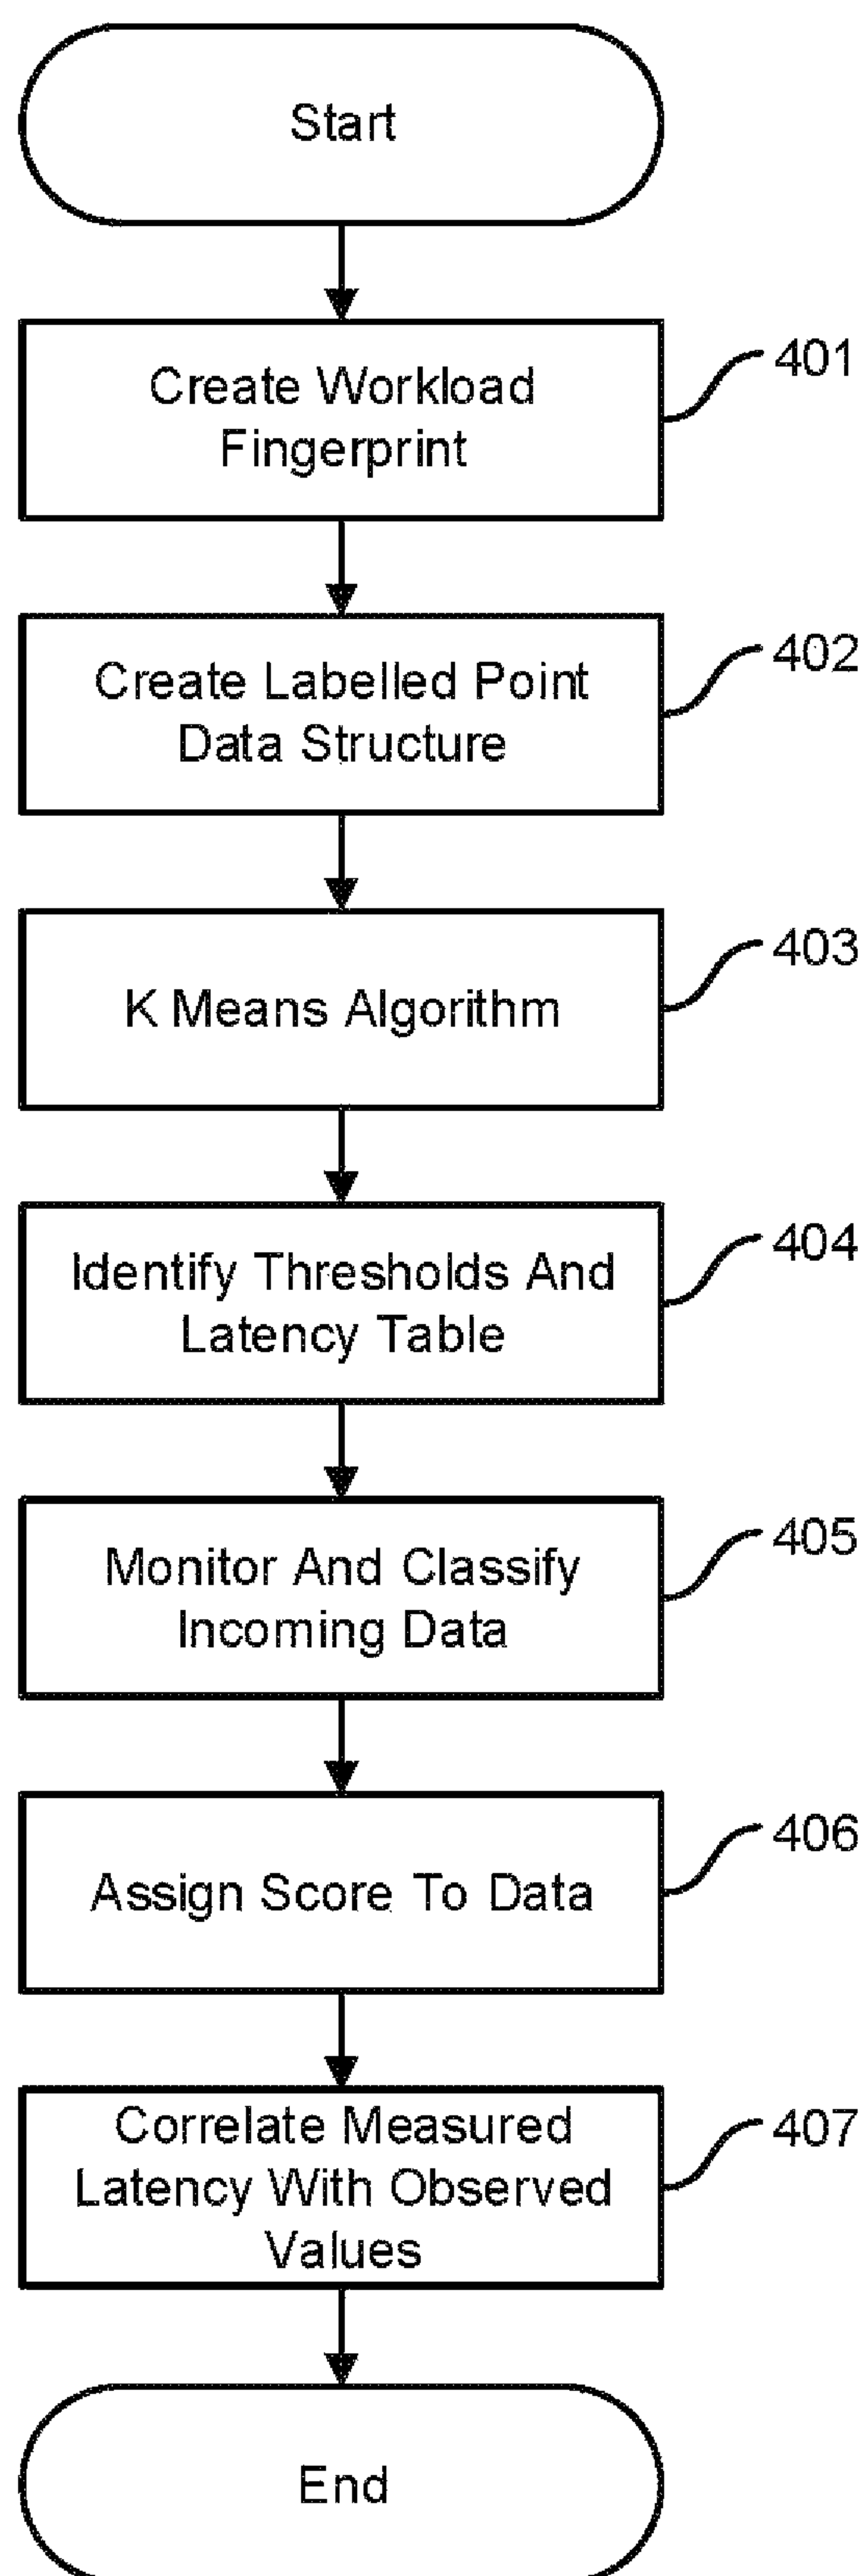 Start
Create Workload
Fingerprint
401
Create Labelled Point
Data Structure
402
K Means Algorithm
403
Identify Thresholds And
Latency Table
404
Monitor And Classify
Incoming Data
405
Assign Score To Data
406
Correlate Measured
Latency With Observed
Values
407
End